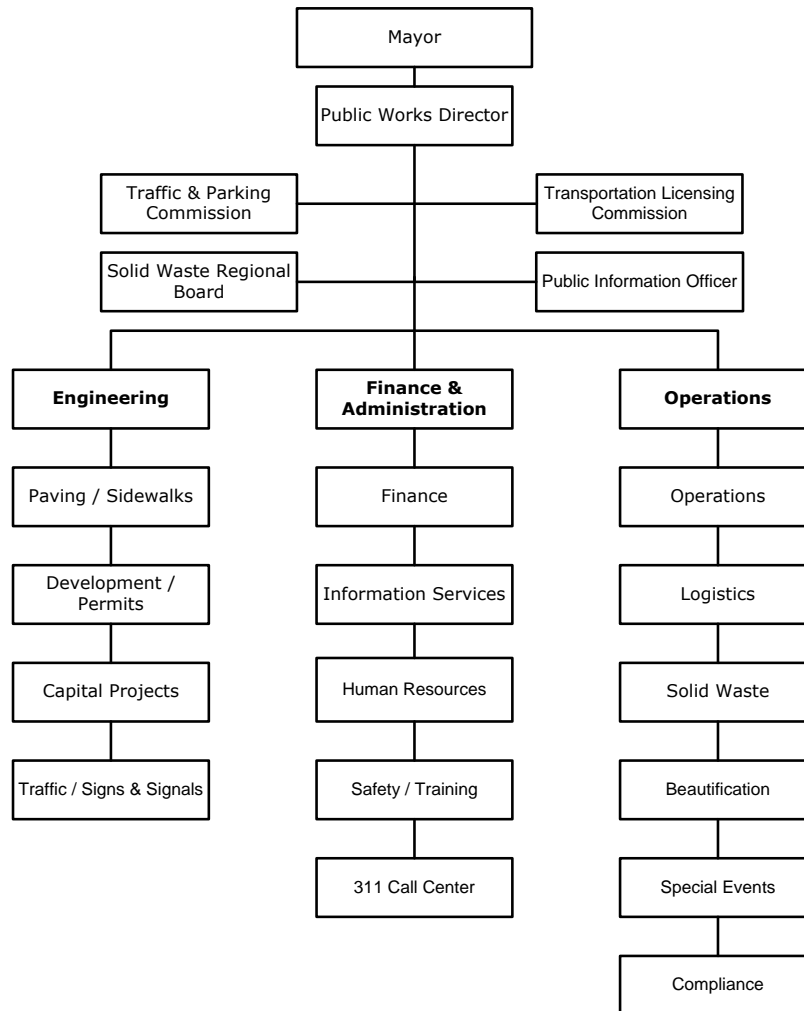 Mayor
Public Works Director
Traffic & Parking
Commission
Transportation Licensing
Commission
Solid Waste Regional
Board
Public Information Officer
Engineering
Finance &
Administration
Operations
Paving / Sidewalks
Finance
Operations
Development /
Permits
Information Services
Logistics
Capital Projects
Human Resources
Solid Waste
Traffic / Signs & Signals
Safety / Training
Beautification
311 Call Center
Special Events
Compliance